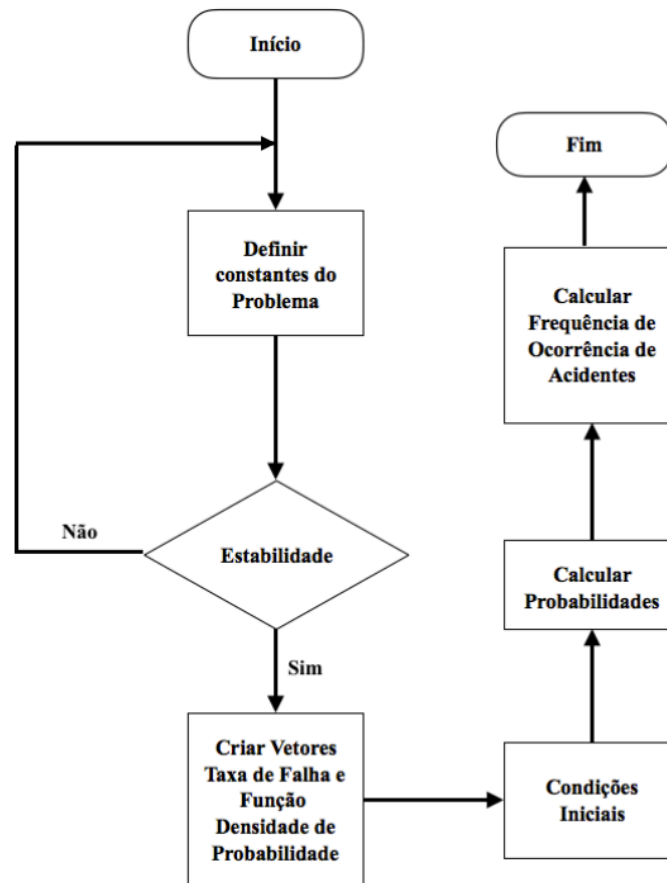 Início
Definir
constantes do
Problema
Não
Estabilidade
Sim
Criar Vetores
Taxa de Falha e
Função
Densidade de
Probabilidade
Condições
Iniciais
Calcular
Probabilidades
Calcular
Frequência de
Ocorrência de
Acidentes
Fim